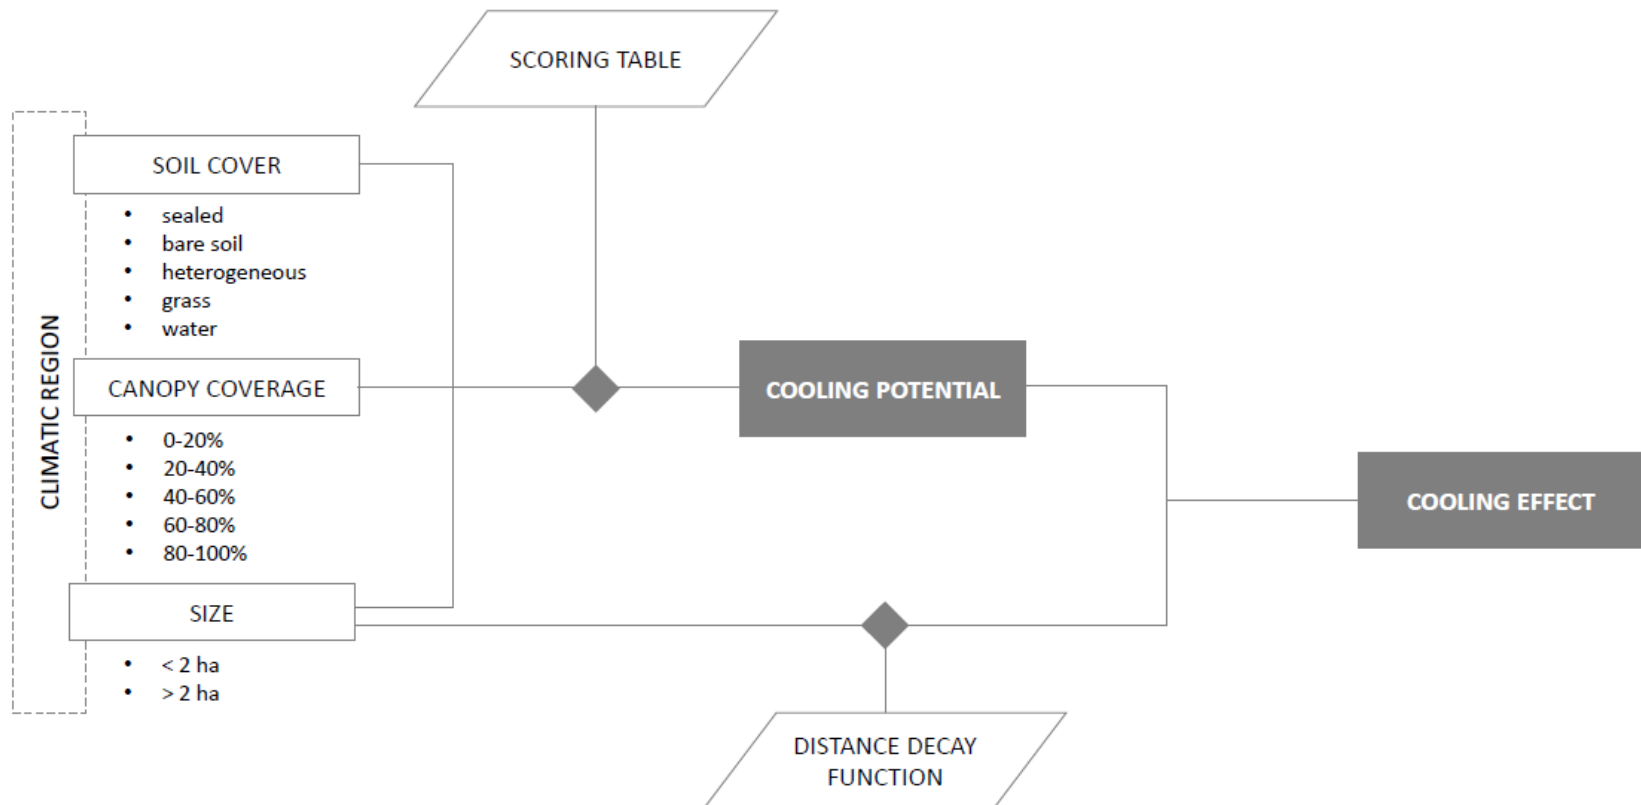 SCORING TABLE
CLIMATIC REGION
SOIL COVER
• sealed
• bare soil
• heterogeneous
• grass
• water
CANOPY COVERAGE
• 0-20%
• 20-40%
• 40-60%
• 60-80%
• 80-100%
SIZE
• < 2 ha
• > 2 ha
COOLING POTENTIAL
COOLING EFFECT
DISTANCE DECAY
FUNCTION